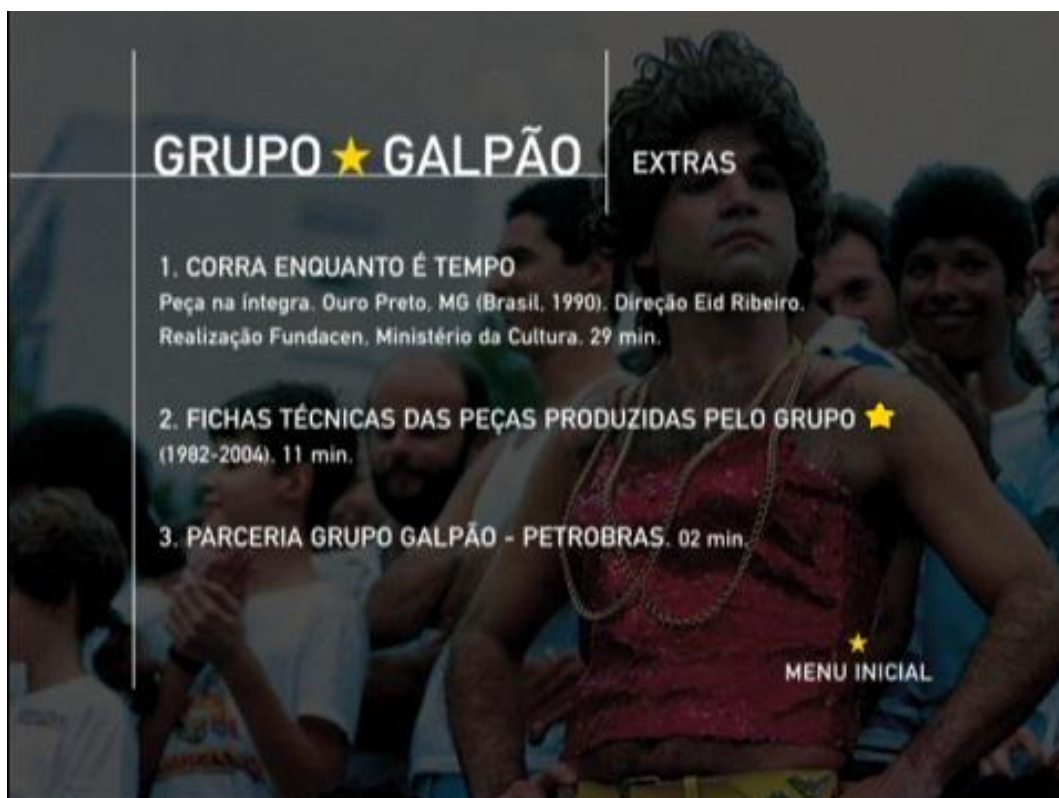 GRUPO ★ GALPÃO
EXTRAS
1. CORRA ENQUANTO É TEMPO
Peça na íntegra. Ouro Preto, MG (Brasil, 1990). Direção Eid Ribeiro.
Realização Fundacen, Ministério da Cultura. 29 min.
2. FICHAS TÉCNICAS DAS PEÇAS PRODUZIDAS PELO GRUPO
(1982-2004). 11 min.
3. PARCERIA GRUPO GALPÃO - PETROBRAS. 02 min.
MENU INICIAL